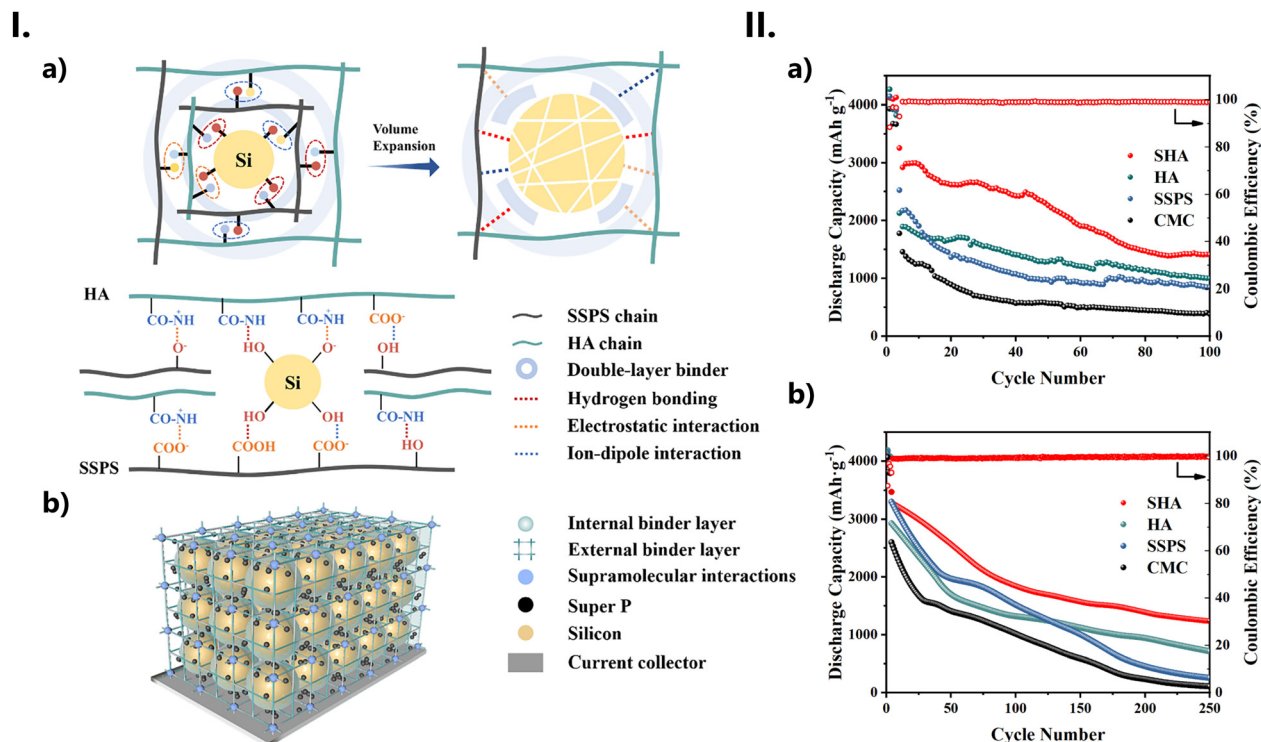 I.
a)
Si
Volume
Expansion
HA
CO-NH
+
CO-NH
CO-NH
+
COO-
O-
HO
O-
OH
Si
CO-NH
+
HO
OH
CO-NH
COO-
COOH
COO-
HO
SSPS
SSPS chain
HA chain
Double-layer binder
Hydrogen bonding
Electrostatic interaction
Ion-dipole interaction
b)
Internal binder layer
External binder layer
Supramolecular interactions
Super P
Silicon
Current collector
II.
a)
Discharge Capacity (mAh g-1)
4000
3000
2000
1000
0
0 20 40 60 80 100
Cycle Number
100
80
60
40
20
0
Coulombic Efficiency (%)
SHA
HA
SSPS
CMC
b)
Discharge Capacity (mAh·g-1)
4000
3000
2000
1000
0
0 50 100 150 200 250
Cycle Number
100
80
60
40
20
0
Coulombic Efficiency (%)
SHA
HA
SSPS
CMC